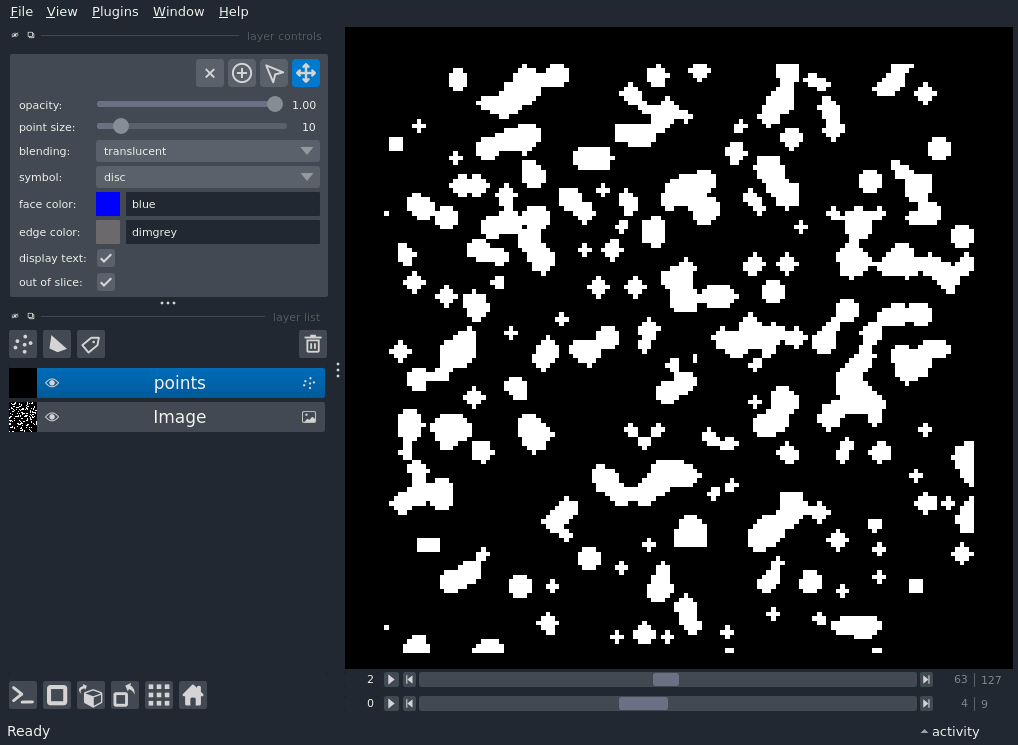 File View Plugins Window Help
layer controls
opacity: 1.00
point size: 10
blending: translucent
symbol: disc
face color: blue
edge color: dimgrey
display text:
out of slice:
layer list
points
Image
2 63 127
0 4 9
Ready activity